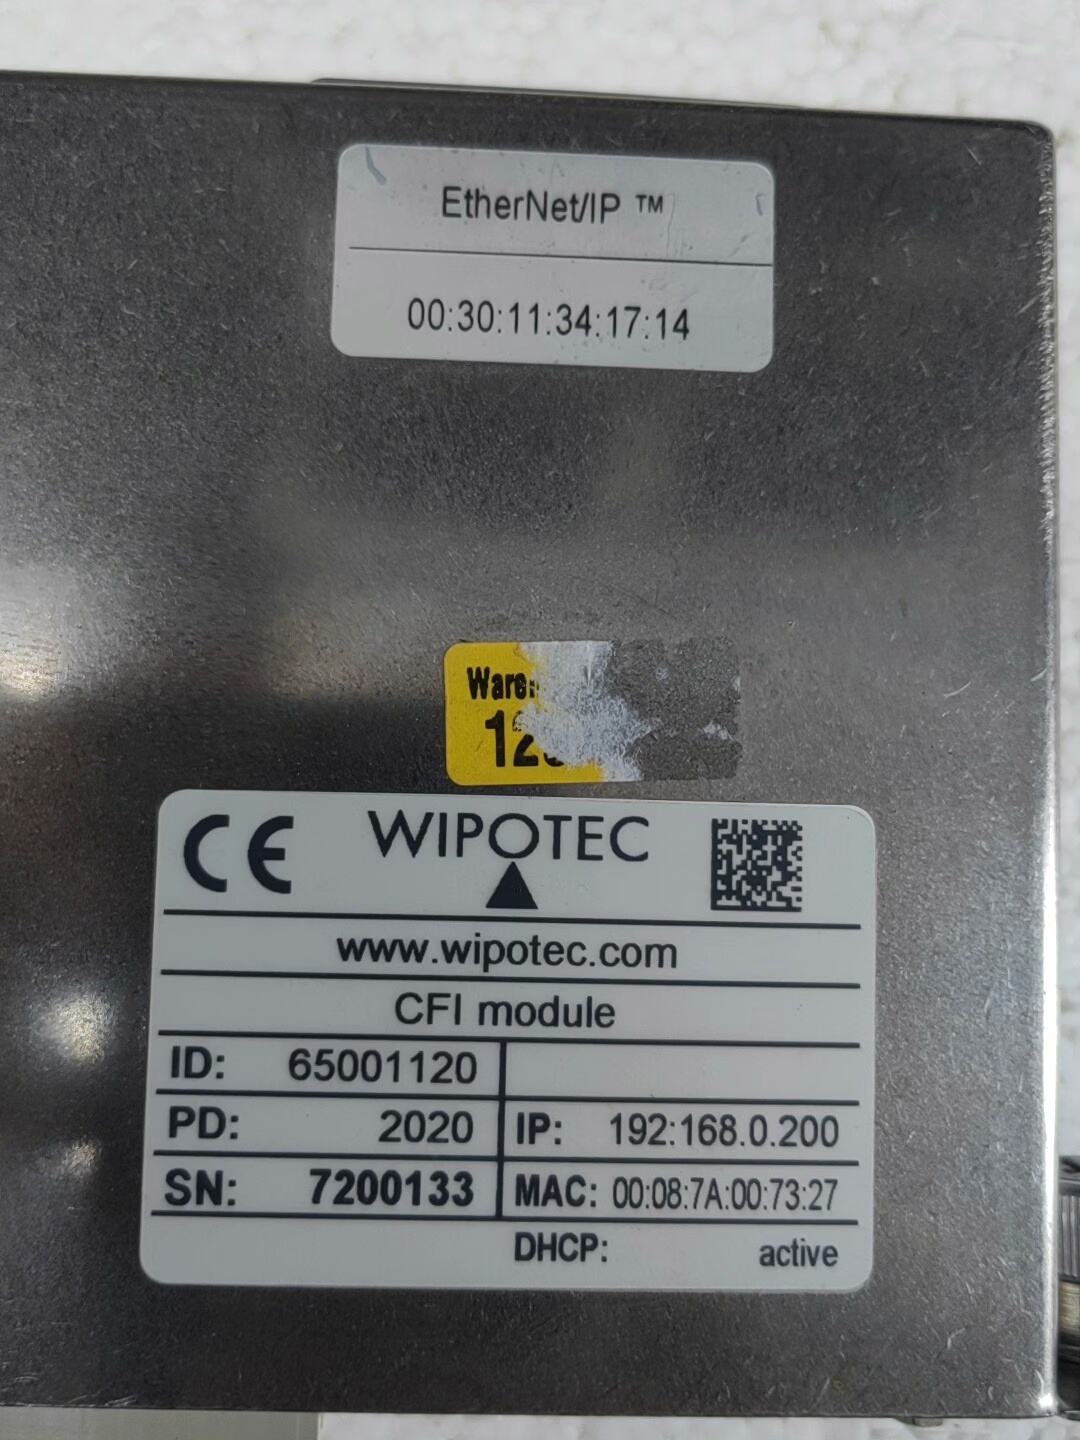 EtherNet/IP ™
00:30:11:34:17:14
CE WIPOTEC
www.wipotec.com
CFI module
ID: 65001120
PD: 2020 IP: 192.168.0.200
SN: 7200133 MAC: 00:08:7A:00:73:27
DHCP: active